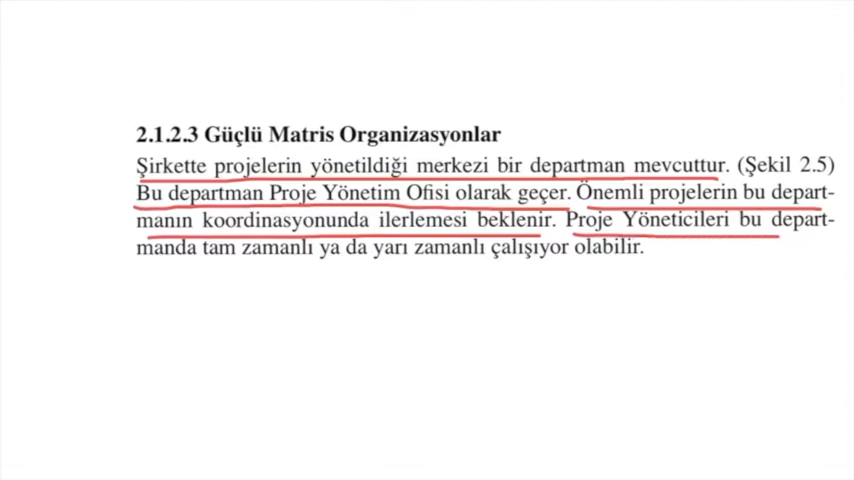 2.1.2.3 Güçlü Matris Organizasyonlar
Şirkette projelerin yönetildiği merkezi bir departman mevcuttur. (Şekil 2.5)
Bu departman Proje Yönetim Ofisi olarak geçer. Önemli projelerin bu depart-
manın koordinasyonunda ilerlemesi beklenir. Proje Yöneticileri bu depart-
manda tam zamanlı ya da yarı zamanlı çalışıyor olabilir.